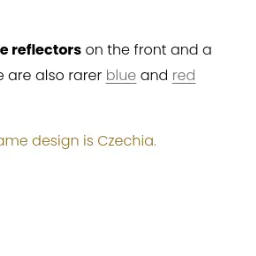 e reflectors on the front and a
e are also rarer blue and red
ame design is Czechia.